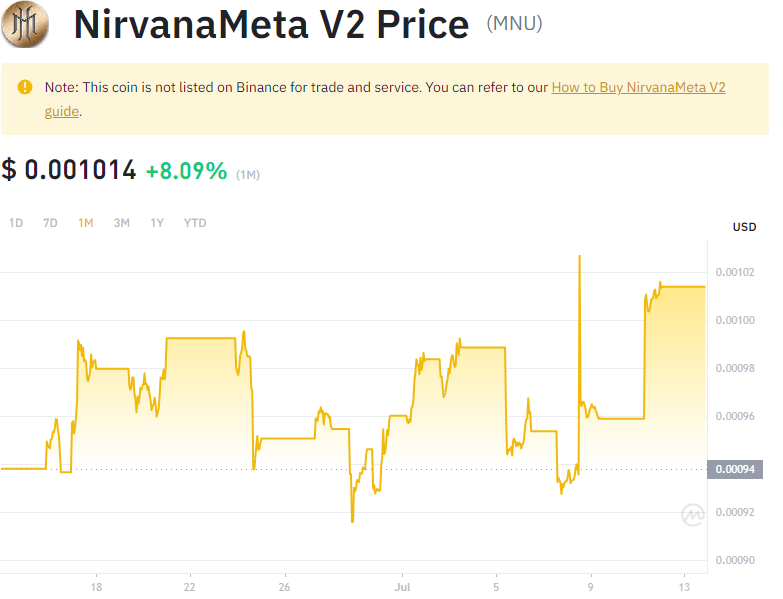 NirvanaMeta V2 Price (MNU)
Note: This coin is not listed on Binance for trade and service. You can refer to our How to Buy NirvanaMeta V2
guide.
$ 0.001014 +8.09% (1M)
1D 7D 1M 3M 1Y YTD
USD
0.00102
0.00100
0.00098
0.00096
0.00094
0.00092
0.00090
18 22 26 Jul 5 9 13